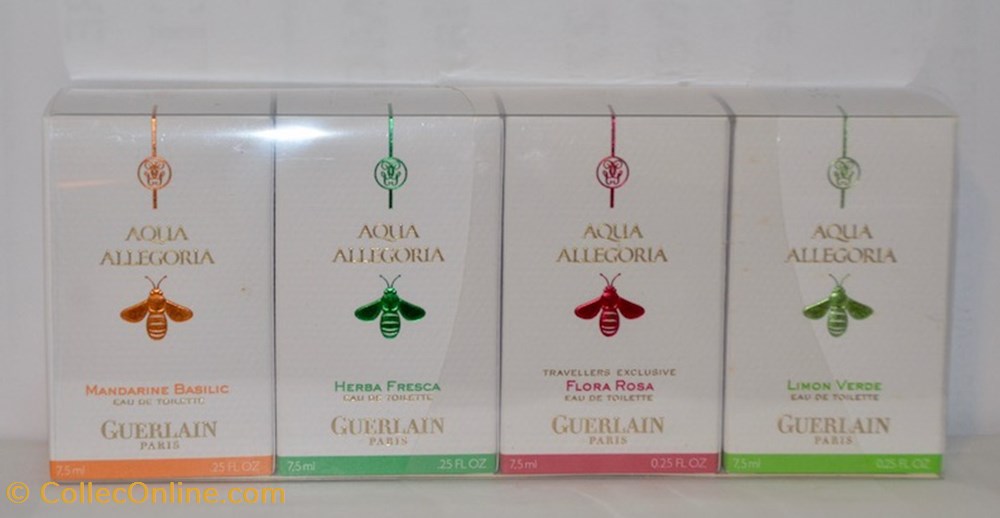 AQUA
ALLEGORIA
MANDARINE BASILIC
EAU DE TOILETTE
GUERLAIN
PARIS
7,5 ml .25 FL OZ
AQUA
ALLEGORIA
HERBA FRESCA
EAU DE TOILETTE
GUERLAIN
PARIS
7,5 ml .25 FL OZ
AQUA
ALLEGORIA
TRAVELLERS EXCLUSIVE
FLORA ROSA
EAU DE TOILETTE
GUERLAIN
PARIS
7,5 ml 0.25 FL OZ
AQUA
ALLEGORIA
LIMON VERDE
EAU DE TOILETTE
GUERLAIN
PARIS
7,5 ml 0.25 FL OZ
© CollecOnline.com